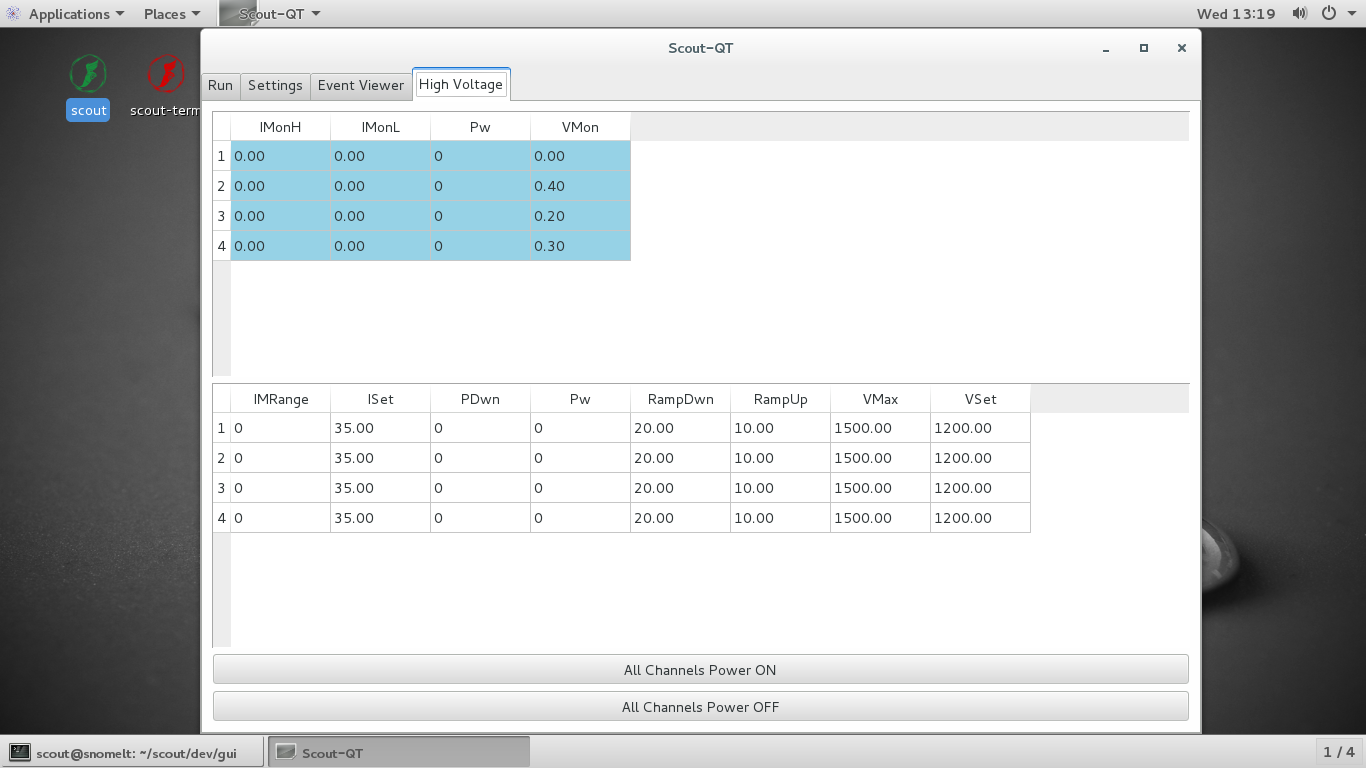 Applications Places Scout-QT Wed 13:19
Scout-QT
scout scout-term
Run Settings Event Viewer High Voltage
IMonH IMonL Pw VMon
1 0.00 0.00 0 0.00
2 0.00 0.00 0 0.40
3 0.00 0.00 0 0.20
4 0.00 0.00 0 0.30
IMRange ISet PDwn Pw RampDwn RampUp VMax VSet
1 0 35.00 0 0 20.00 10.00 1500.00 1200.00
2 0 35.00 0 0 20.00 10.00 1500.00 1200.00
3 0 35.00 0 0 20.00 10.00 1500.00 1200.00
4 0 35.00 0 0 20.00 10.00 1500.00 1200.00
All Channels Power ON
All Channels Power OFF
scout@snomelt: ~/scout/dev/gui Scout-QT 1 / 4